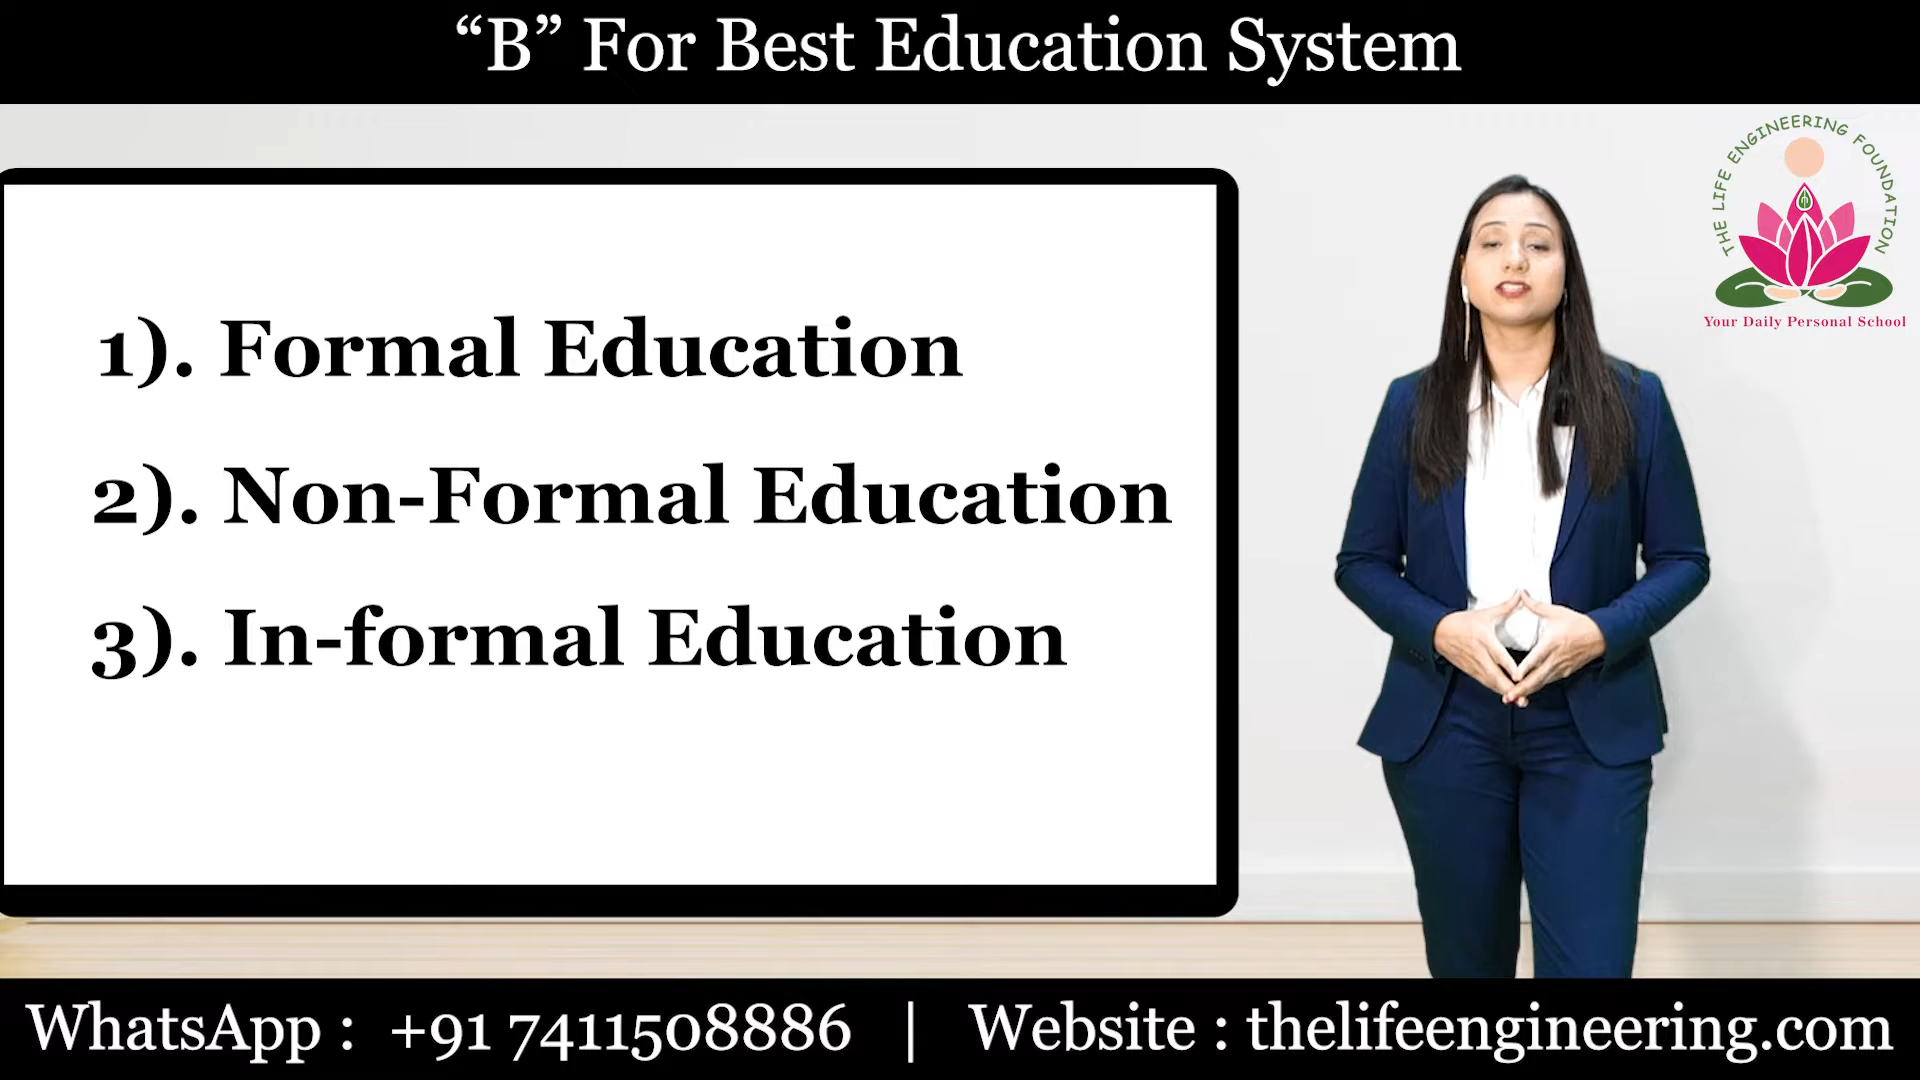 “B” For Best Education System
THE LIFE ENGINEERING FOUNDATION
Your Daily Personal School
1). Formal Education
2). Non-Formal Education
3). In-formal Education
WhatsApp : +91 7411508886 | Website : thelifeengineering.com